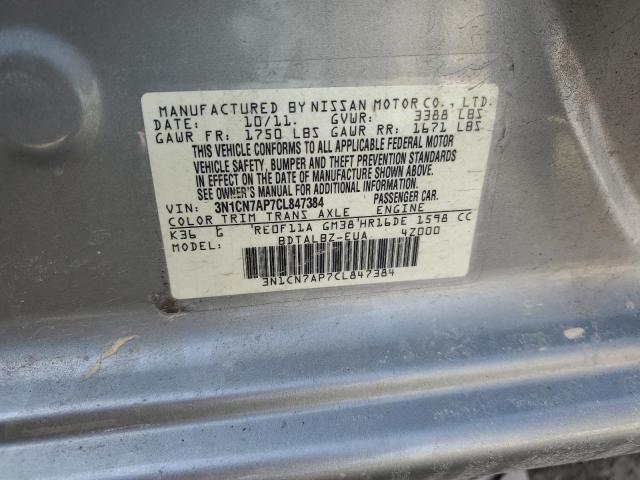 MANUFACTURED BY NISSAN MOTOR CO., LTD.
DATE: 10/11. GVWR: 3388 LBS
GAWR FR: 1750 LBS GAWR RR: 1671 LBS
THIS VEHICLE CONFORMS TO ALL APPLICABLE FEDERAL MOTOR
VEHICLE SAFETY, BUMPER AND THEFT PREVENTION STANDARDS
IN EFFECT ON THE DATE OF MANUFACTURE SHOWN ABOVE.
SEE OWNER'S MANUAL FOR ADDITIONAL INFORMATION.
VIN: 3N1CN7AP7CL847384 PASSENGER CAR.
COLOR TRIM TRANS AXLE ENGINE
K36 G RE0F11A GM38 HR16DE 1598 CC
MODEL: BDTALBZ-EUA 4Z000
3N1CN7AP7CL847384